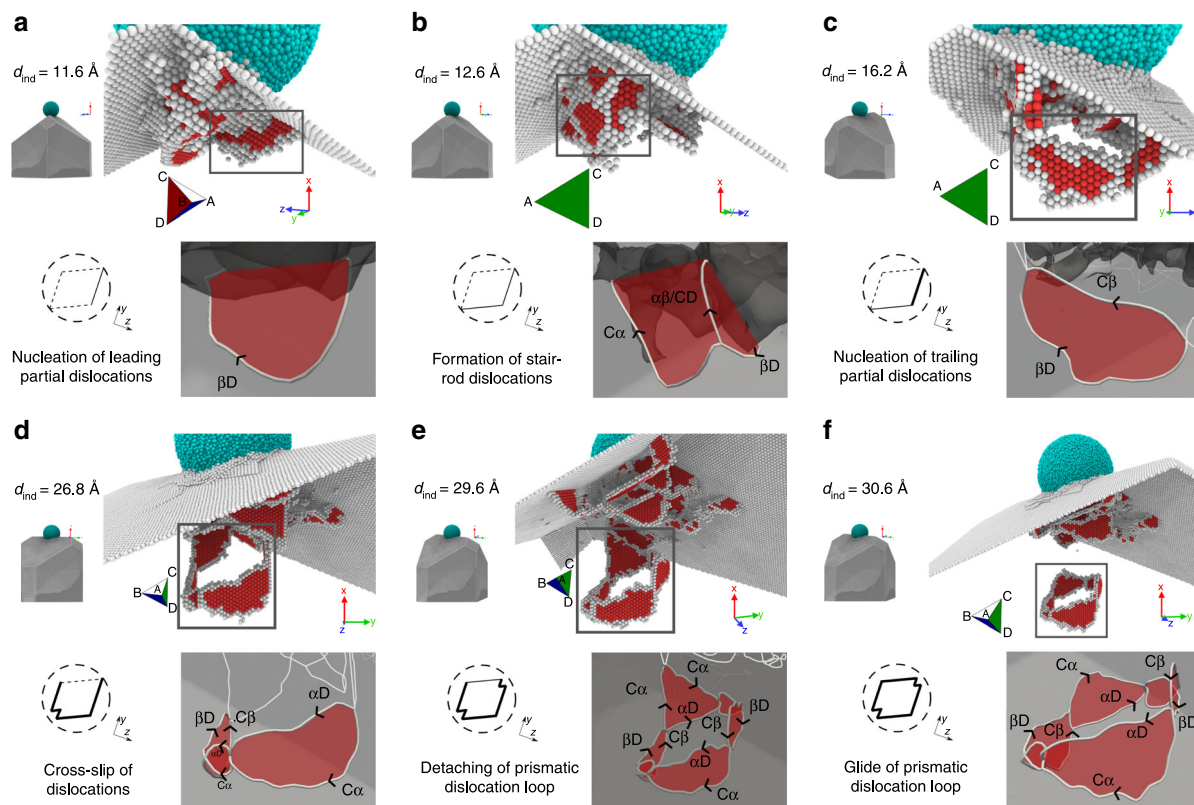 a
d_ind = 11.6 Å
C
B
A
D
x
z
y
y
z
Nucleation of leading
partial dislocations
βD
b
d_ind = 12.6 Å
C
A
D
x
y
z
y
z
Formation of stair-
rod dislocations
αβ/CD
Cα
βD
c
d_ind = 16.2 Å
C
A
D
x
y
z
y
z
Nucleation of trailing
partial dislocations
Cβ
βD
d
d_ind = 26.8 Å
C
B
A
D
x
z
y
y
z
Cross-slip of
dislocations
αD
βD
Cβ
αD
Cα
Cα
e
d_ind = 29.6 Å
C
B
A
D
x
y
z
y
z
Detaching of prismatic
dislocation loop
Cα
Cα
αD
Cβ
βD
βD
Cβ
αD
Cα
f
d_ind = 30.6 Å
C
B
A
D
x
z
y
y
z
Glide of prismatic
dislocation loop
Cα
αD
Cβ
βD
βD
Cβ
αD
Cα